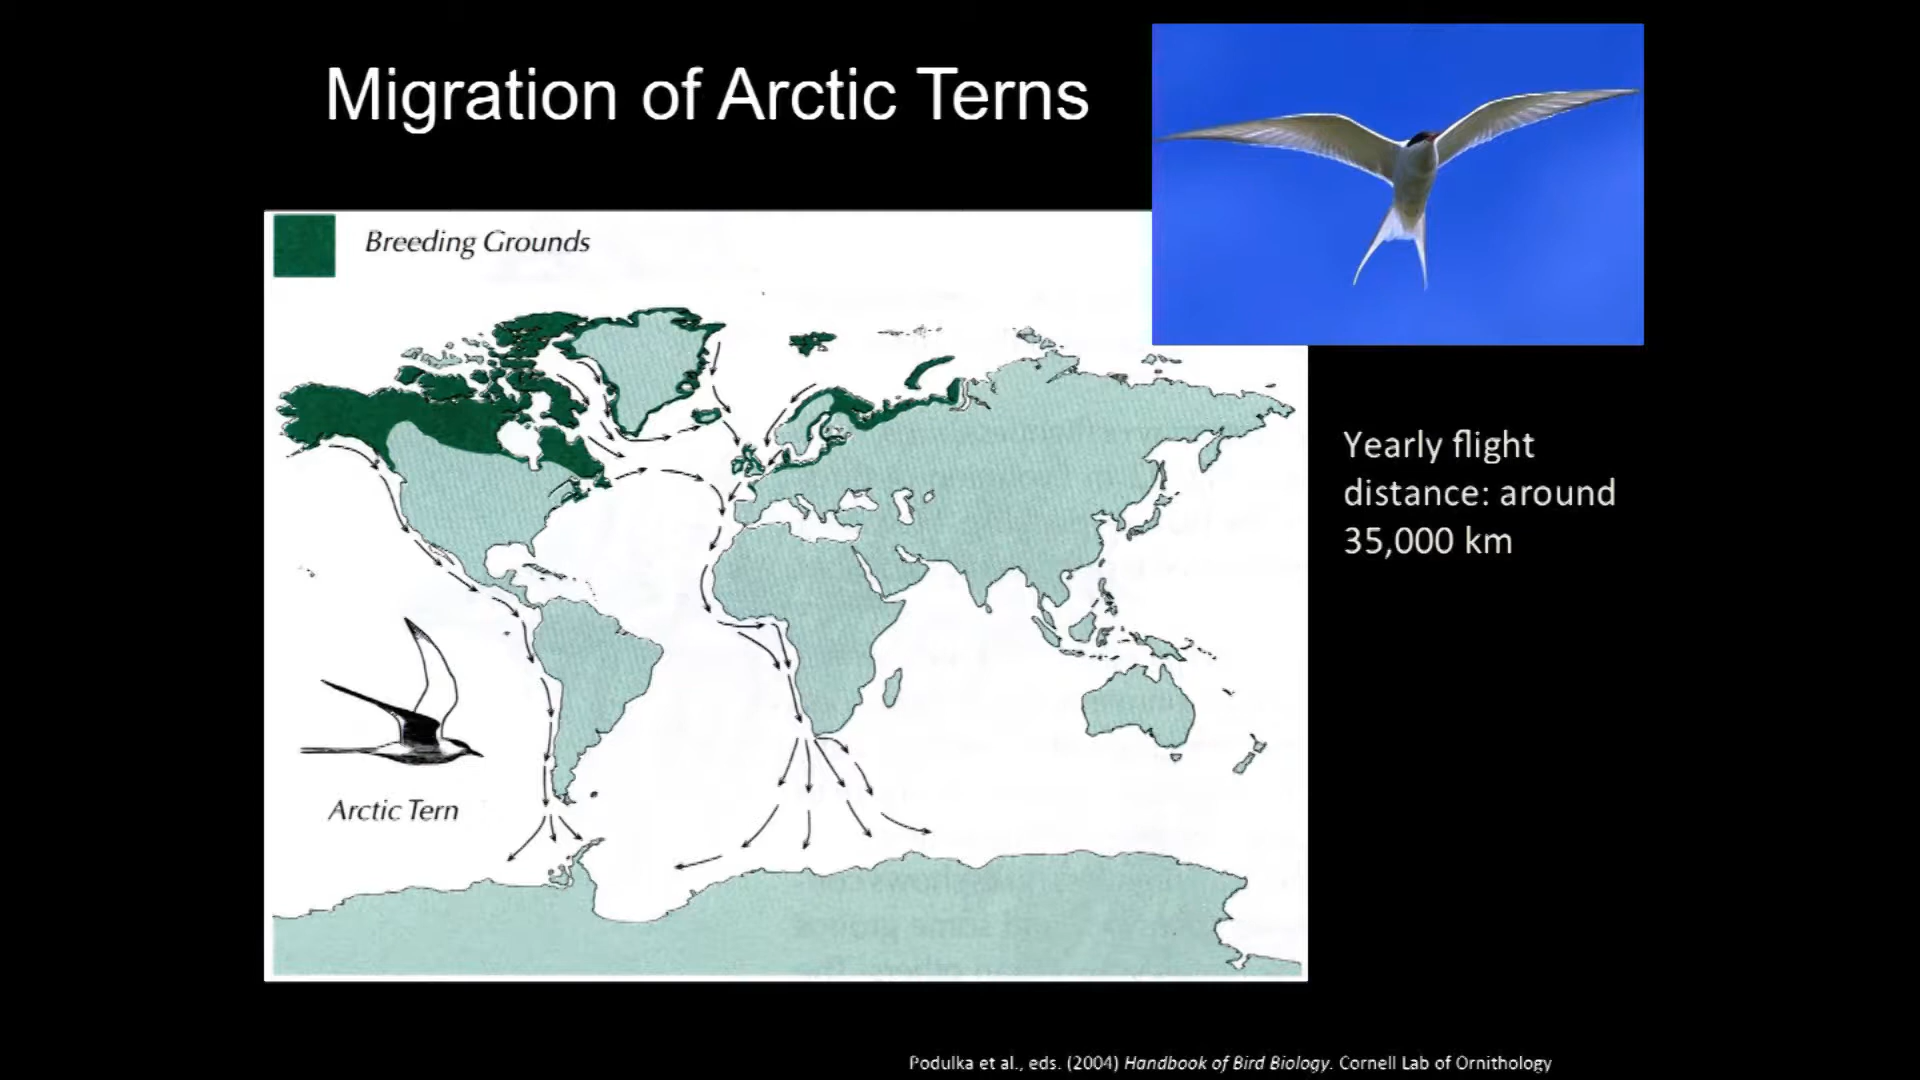 Migration of Arctic Terns
Breeding Grounds
Yearly flight
distance: around
35,000 km
Arctic Tern
Podulka et al., eds. (2004) Handbook of Bird Biology. Cornell Lab of Ornithology